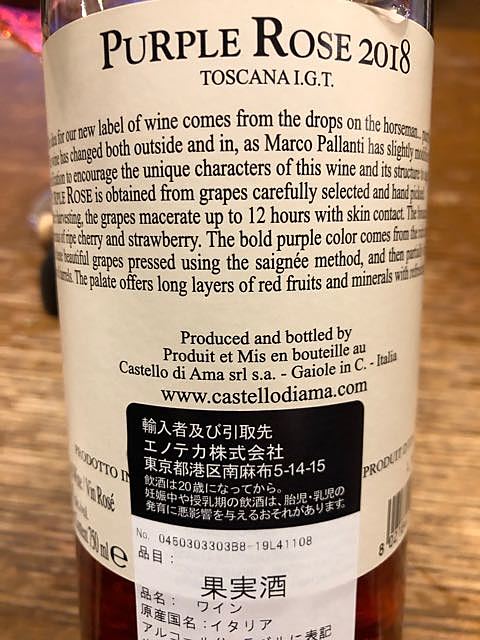 PURPLE ROSE 2018
TOSCANA I.G.T.
for our new label of wine comes from the drops on the horseman
has changed both outside and in, as Marco Pallanti has slightly
to encourage the unique characters of this wine and its structure
ROSE is obtained from grapes carefully selected and hand picked
harvesting, the grapes macerate up to 12 hours with skin contact. The
of ripe cherry and strawberry. The bold purple color comes from the
beautiful grapes pressed using the saignée method, and then
The palate offers long layers of red fruits and minerals with
Produced and bottled by
Produit et Mis en bouteille au
Castello di Ama srl s.a. - Gaiole in C. - Italia
www.castellodiama.com
PRODOTTO IN
PRODUIT
Vin Rosé
750 ml e
輸入者及び引取先
エノテカ株式会社
東京都港区南麻布5-14-15
飲酒は20歳になってから。
妊娠中や授乳期の飲酒は、胎児・乳児の
発育に悪影響を与えるおそれがあります。
No. 0450303303B8-19L41108
品目：
果実酒
品名： ワイン
原産国名：イタリア